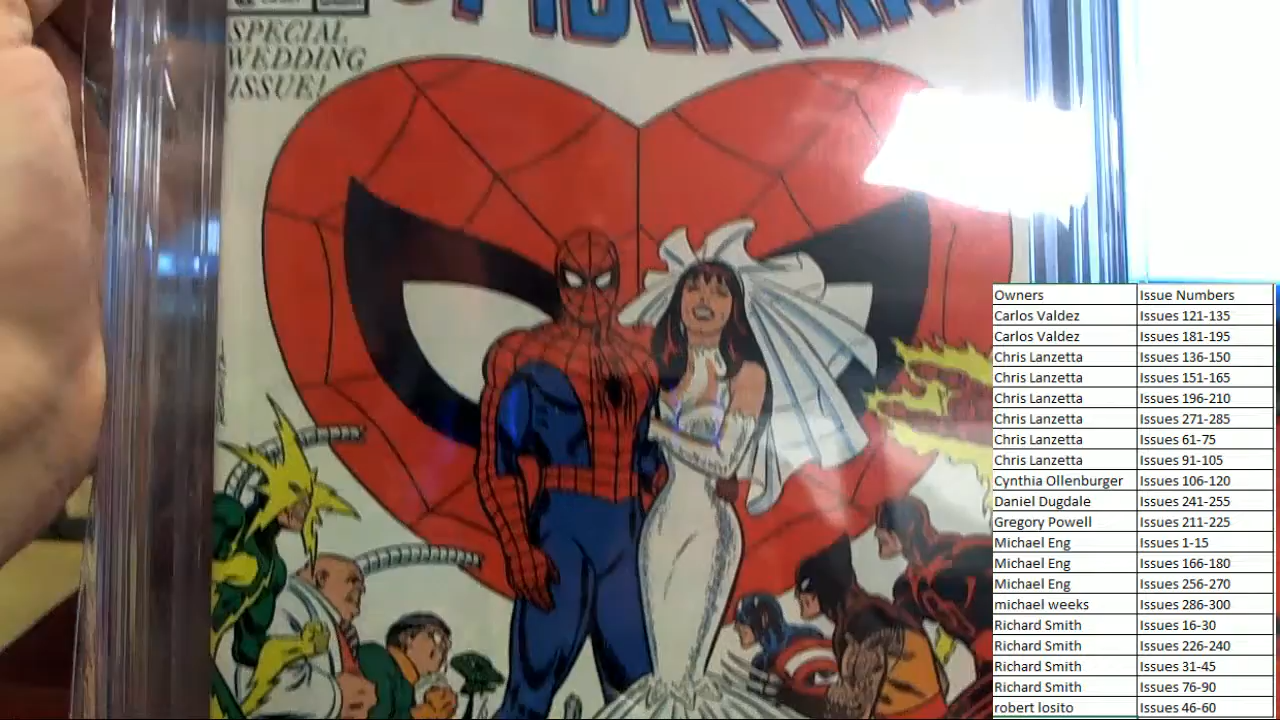 SPIDER-MAN
SPECIAL
WEDDING
ISSUE!
Owners Issue Numbers
Carlos Valdez Issues 121-135
Carlos Valdez Issues 181-195
Chris Lanzetta Issues 136-150
Chris Lanzetta Issues 151-165
Chris Lanzetta Issues 196-210
Chris Lanzetta Issues 271-285
Chris Lanzetta Issues 61-75
Chris Lanzetta Issues 91-105
Cynthia Ollenburger Issues 106-120
Daniel Dugdale Issues 241-255
Gregory Powell Issues 211-225
Michael Eng Issues 1-15
Michael Eng Issues 166-180
Michael Eng Issues 256-270
michael weeks Issues 286-300
Richard Smith Issues 16-30
Richard Smith Issues 226-240
Richard Smith Issues 31-45
Richard Smith Issues 76-90
robert losito Issues 46-60